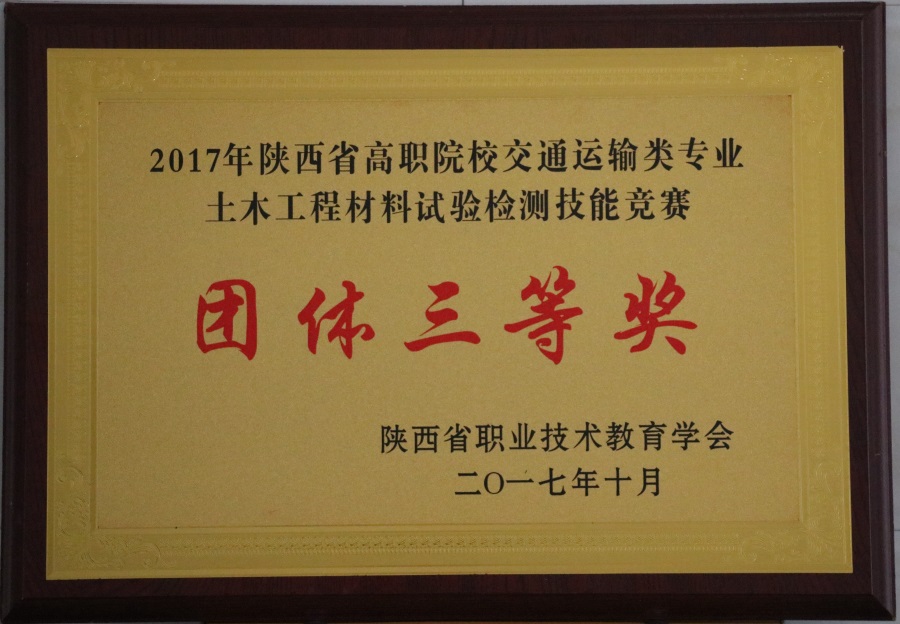 2017年陕西省高职院校交通运输类专业
土木工程材料试验检测技能竞赛
团体三等奖
陕西省职业技术教育学会
二〇一七年十月